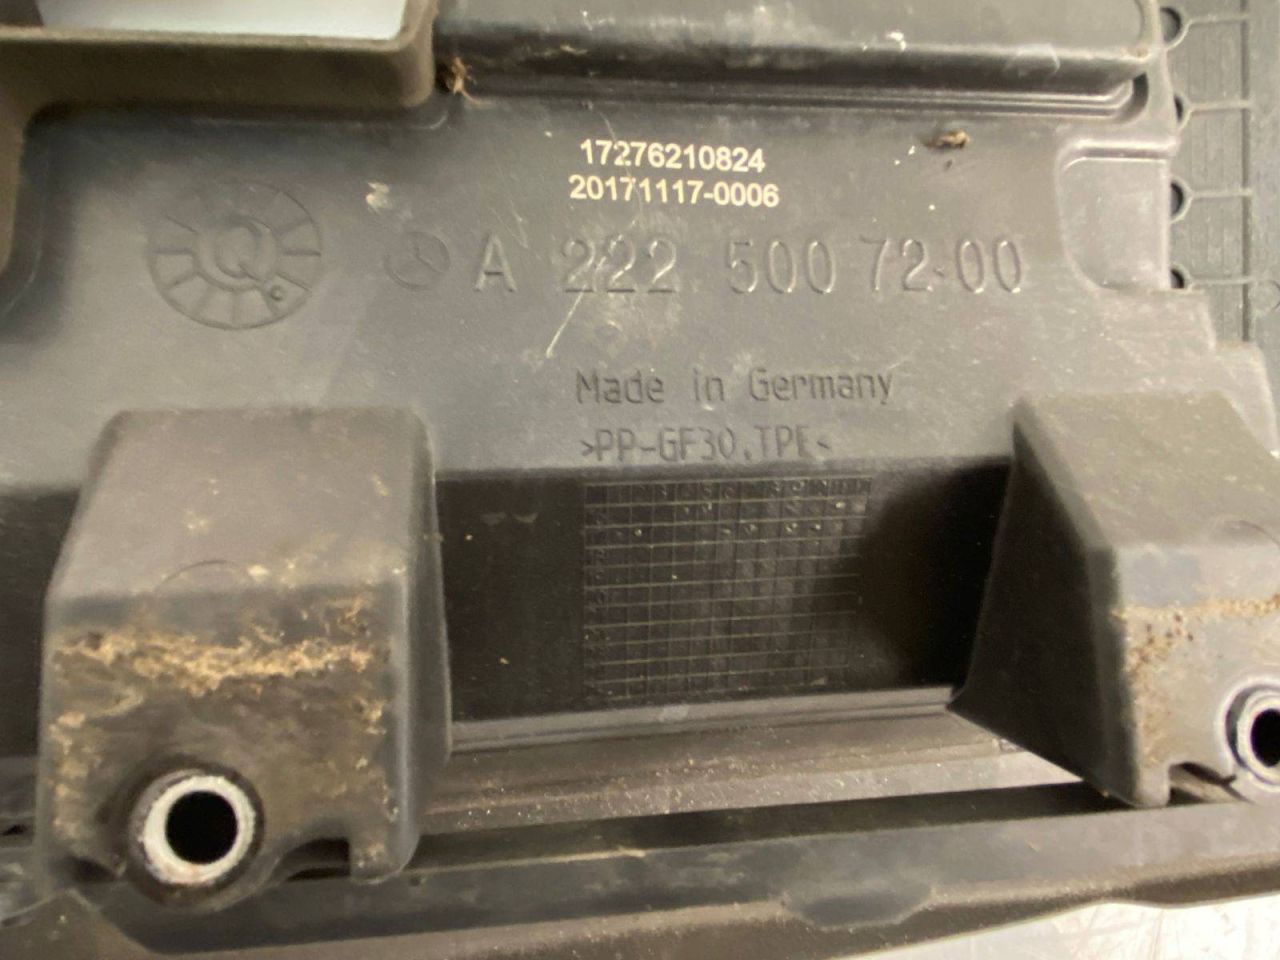 17276210824
20171117-0006
Q
A 222 500 72 00
Made in Germany
>PP-GF30.TPE<